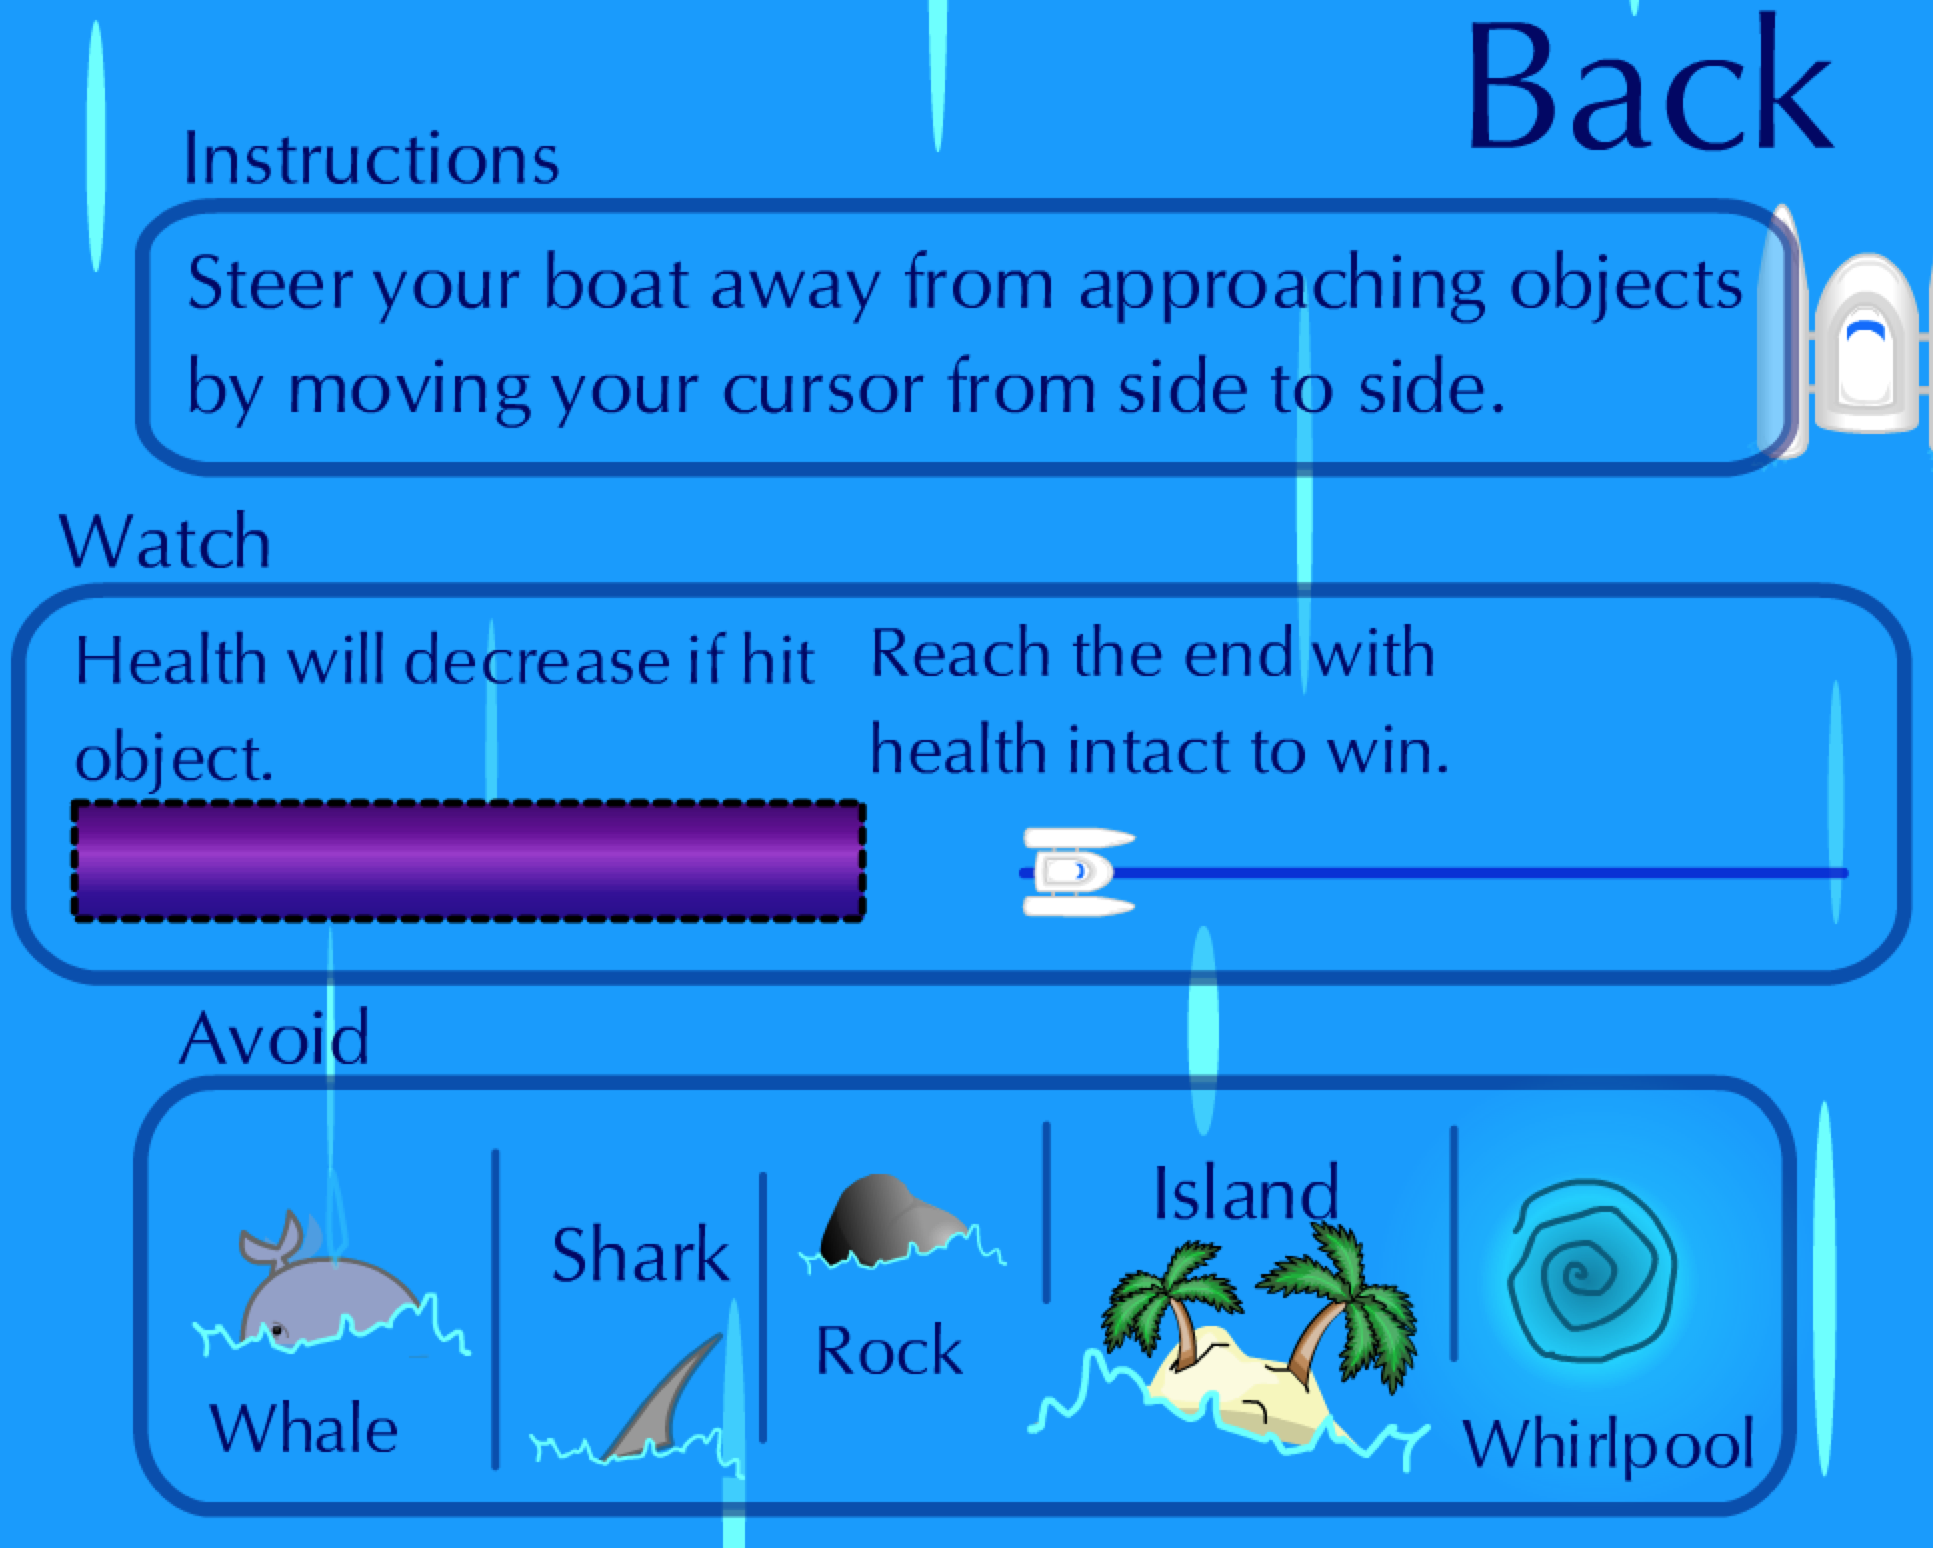 Back
Instructions
Steer your boat away from approaching objects
by moving your cursor from side to side.
Watch
Health will decrease if hit
object.
Reach the end with
health intact to win.
Avoid
Whale
Shark
Rock
Island
Whirlpool